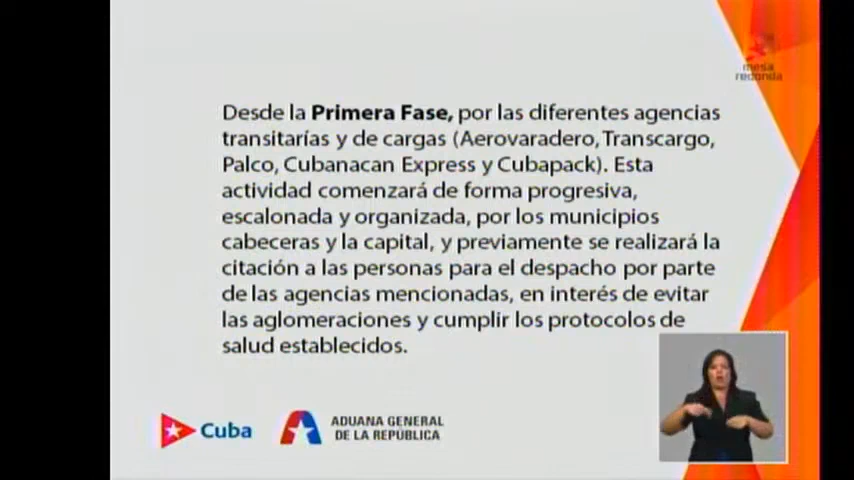 mesa
redonda
Desde la Primera Fase, por las diferentes agencias
transitarías y de cargas (Aerovaradero, Transcargo,
Palco, Cubanacan Express y Cubapack). Esta
actividad comenzará de forma progresiva,
escalonada y organizada, por los municipios
cabeceras y la capital, y previamente se realizará la
citación a las personas para el despacho por parte
de las agencias mencionadas, en interés de evitar
las aglomeraciones y cumplir los protocolos de
salud establecidos.
Cuba
ADUANA GENERAL
DE LA REPÚBLICA